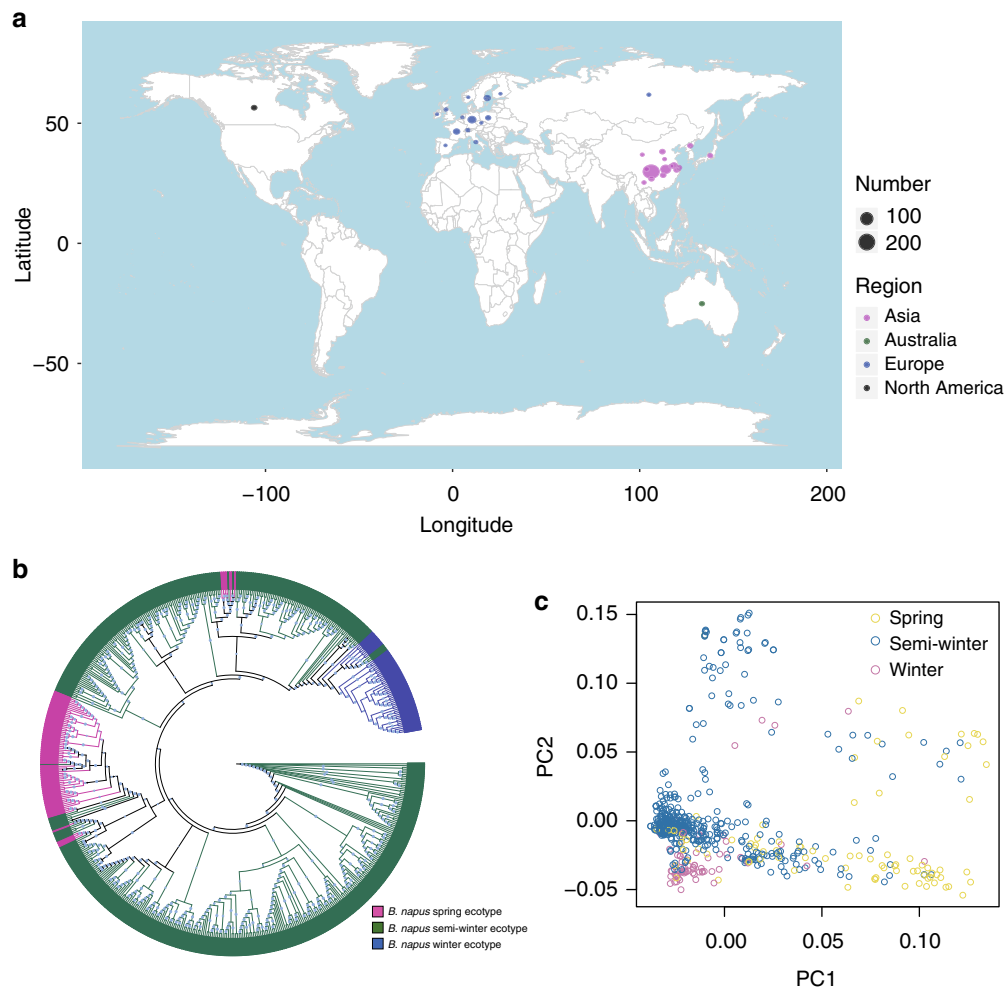 a
50
0
−50
Latitude
−100
0
100
200
Longitude
Number
100
200
Region
Asia
Australia
Europe
North America
b
B. napus spring ecotype
B. napus semi-winter ecotype
B. napus winter ecotype
c
0.15
0.10
0.05
0.00
−0.05
PC2
Spring
Semi-winter
Winter
0.00
0.05
0.10
PC1